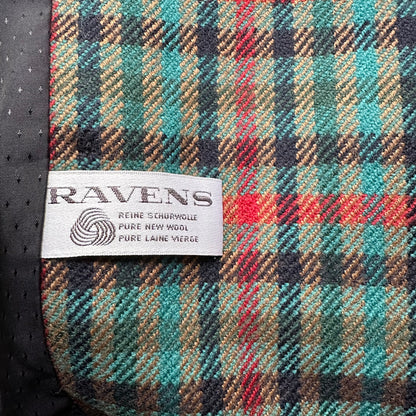 RAVENS
REINE SCHURWOLLE
PURE NEW WOOL
PURE LAINE VIERGE